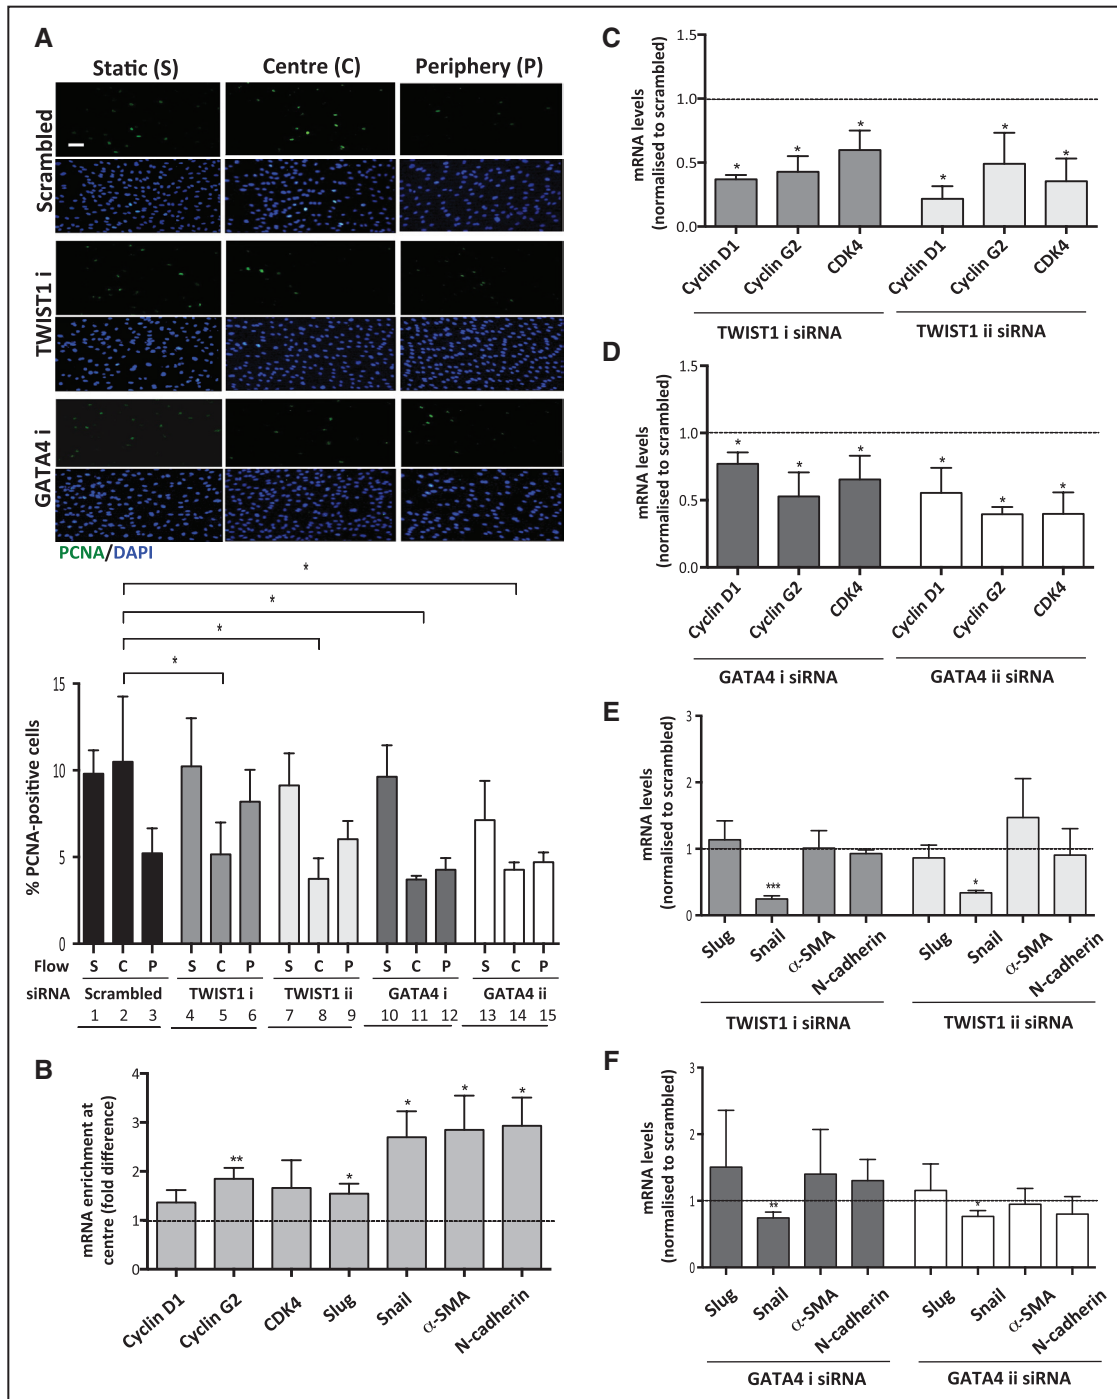 A
Static (S) Centre (C) Periphery (P)
Scrambled
TWIST1 i
GATA4 i
PCNA/DAPI
* 
*
*
*
% PCNA-positive cells
15
10
5
0
Flow S C P S C P S C P S C P S C P
siRNA Scrambled TWIST1 i TWIST1 ii GATA4 i GATA4 ii
1 2 3 4 5 6 7 8 9 10 11 12 13 14 15
B
mRNA enrichment at
centre (fold difference)
4
3
2
1
0
** * * * *
Cyclin D1 Cyclin G2 CDK4 Slug Snail α-SMA N-cadherin
C
mRNA levels
(normalised to scrambled)
1.5
1.0
0.5
0.0
* * * * * *
Cyclin D1 Cyclin G2 CDK4 Cyclin D1 Cyclin G2 CDK4
TWIST1 i siRNA TWIST1 ii siRNA
D
mRNA levels
(normalised to scrambled)
1.5
1.0
0.5
0.0
* * * * * *
Cyclin D1 Cyclin G2 CDK4 Cyclin D1 Cyclin G2 CDK4
GATA4 i siRNA GATA4 ii siRNA
E
mRNA levels
(normalised to scrambled)
3
2
1
0
*** *
Slug Snail α-SMA N-cadherin Slug Snail α-SMA N-cadherin
TWIST1 i siRNA TWIST1 ii siRNA
F
mRNA levels
(normalised to scrambled)
3
2
1
0
** *
Slug Snail α-SMA N-cadherin Slug Snail α-SMA N-cadherin
GATA4 i siRNA GATA4 ii siRNA